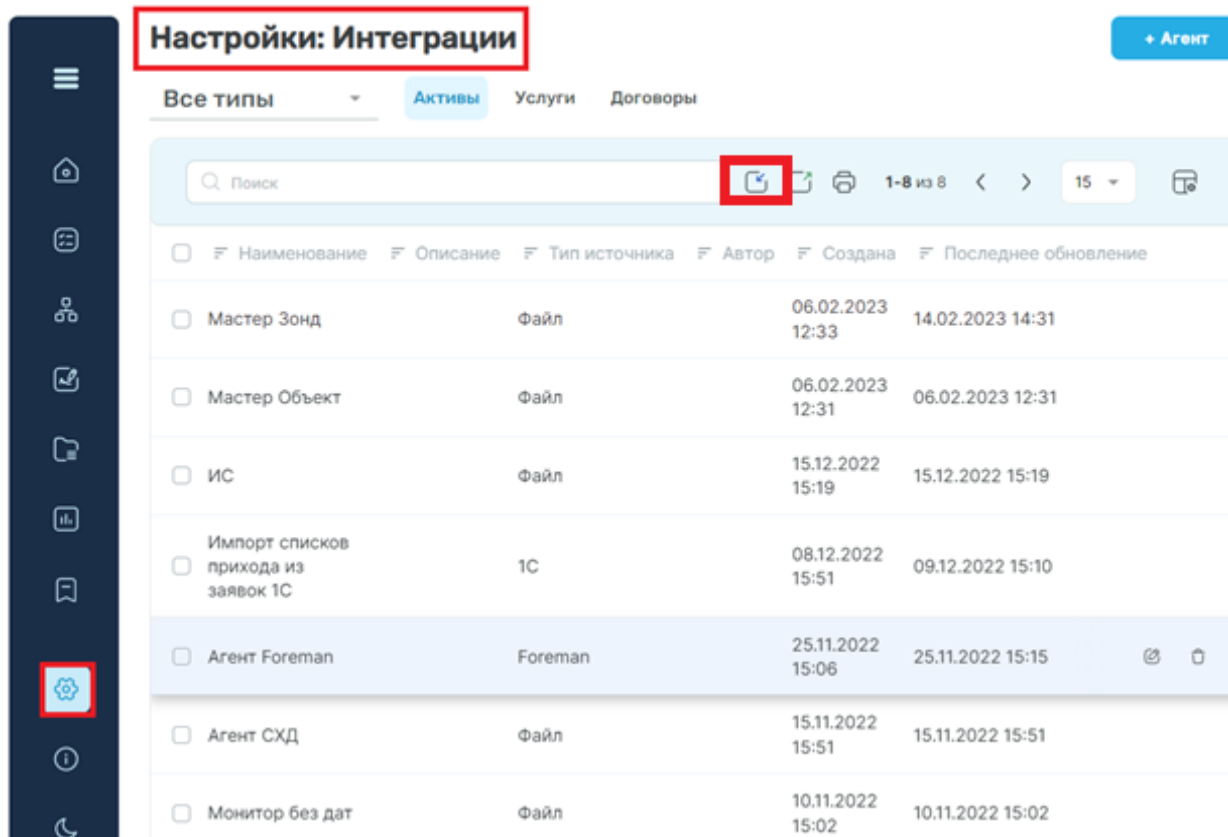 Настройки: Интеграции
+ Агент
Все типы
Активы
Услуги
Договоры
Поиск
1-8 из 8
15
Наименование
Описание
Тип источника
Автор
Создана
Последнее обновление
Мастер Зонд
Файл
06.02.2023
12:33
14.02.2023 14:31
Мастер Объект
Файл
06.02.2023
12:31
06.02.2023 12:31
ИС
Файл
15.12.2022
15:19
15.12.2022 15:19
Импорт списков
прихода из
заявок 1С
1С
08.12.2022
15:51
09.12.2022 15:10
Агент Foreman
Foreman
25.11.2022
15:06
25.11.2022 15:15
Агент СХД
Файл
15.11.2022
15:51
15.11.2022 15:51
Монитор без дат
Файл
10.11.2022
15:02
10.11.2022 15:02